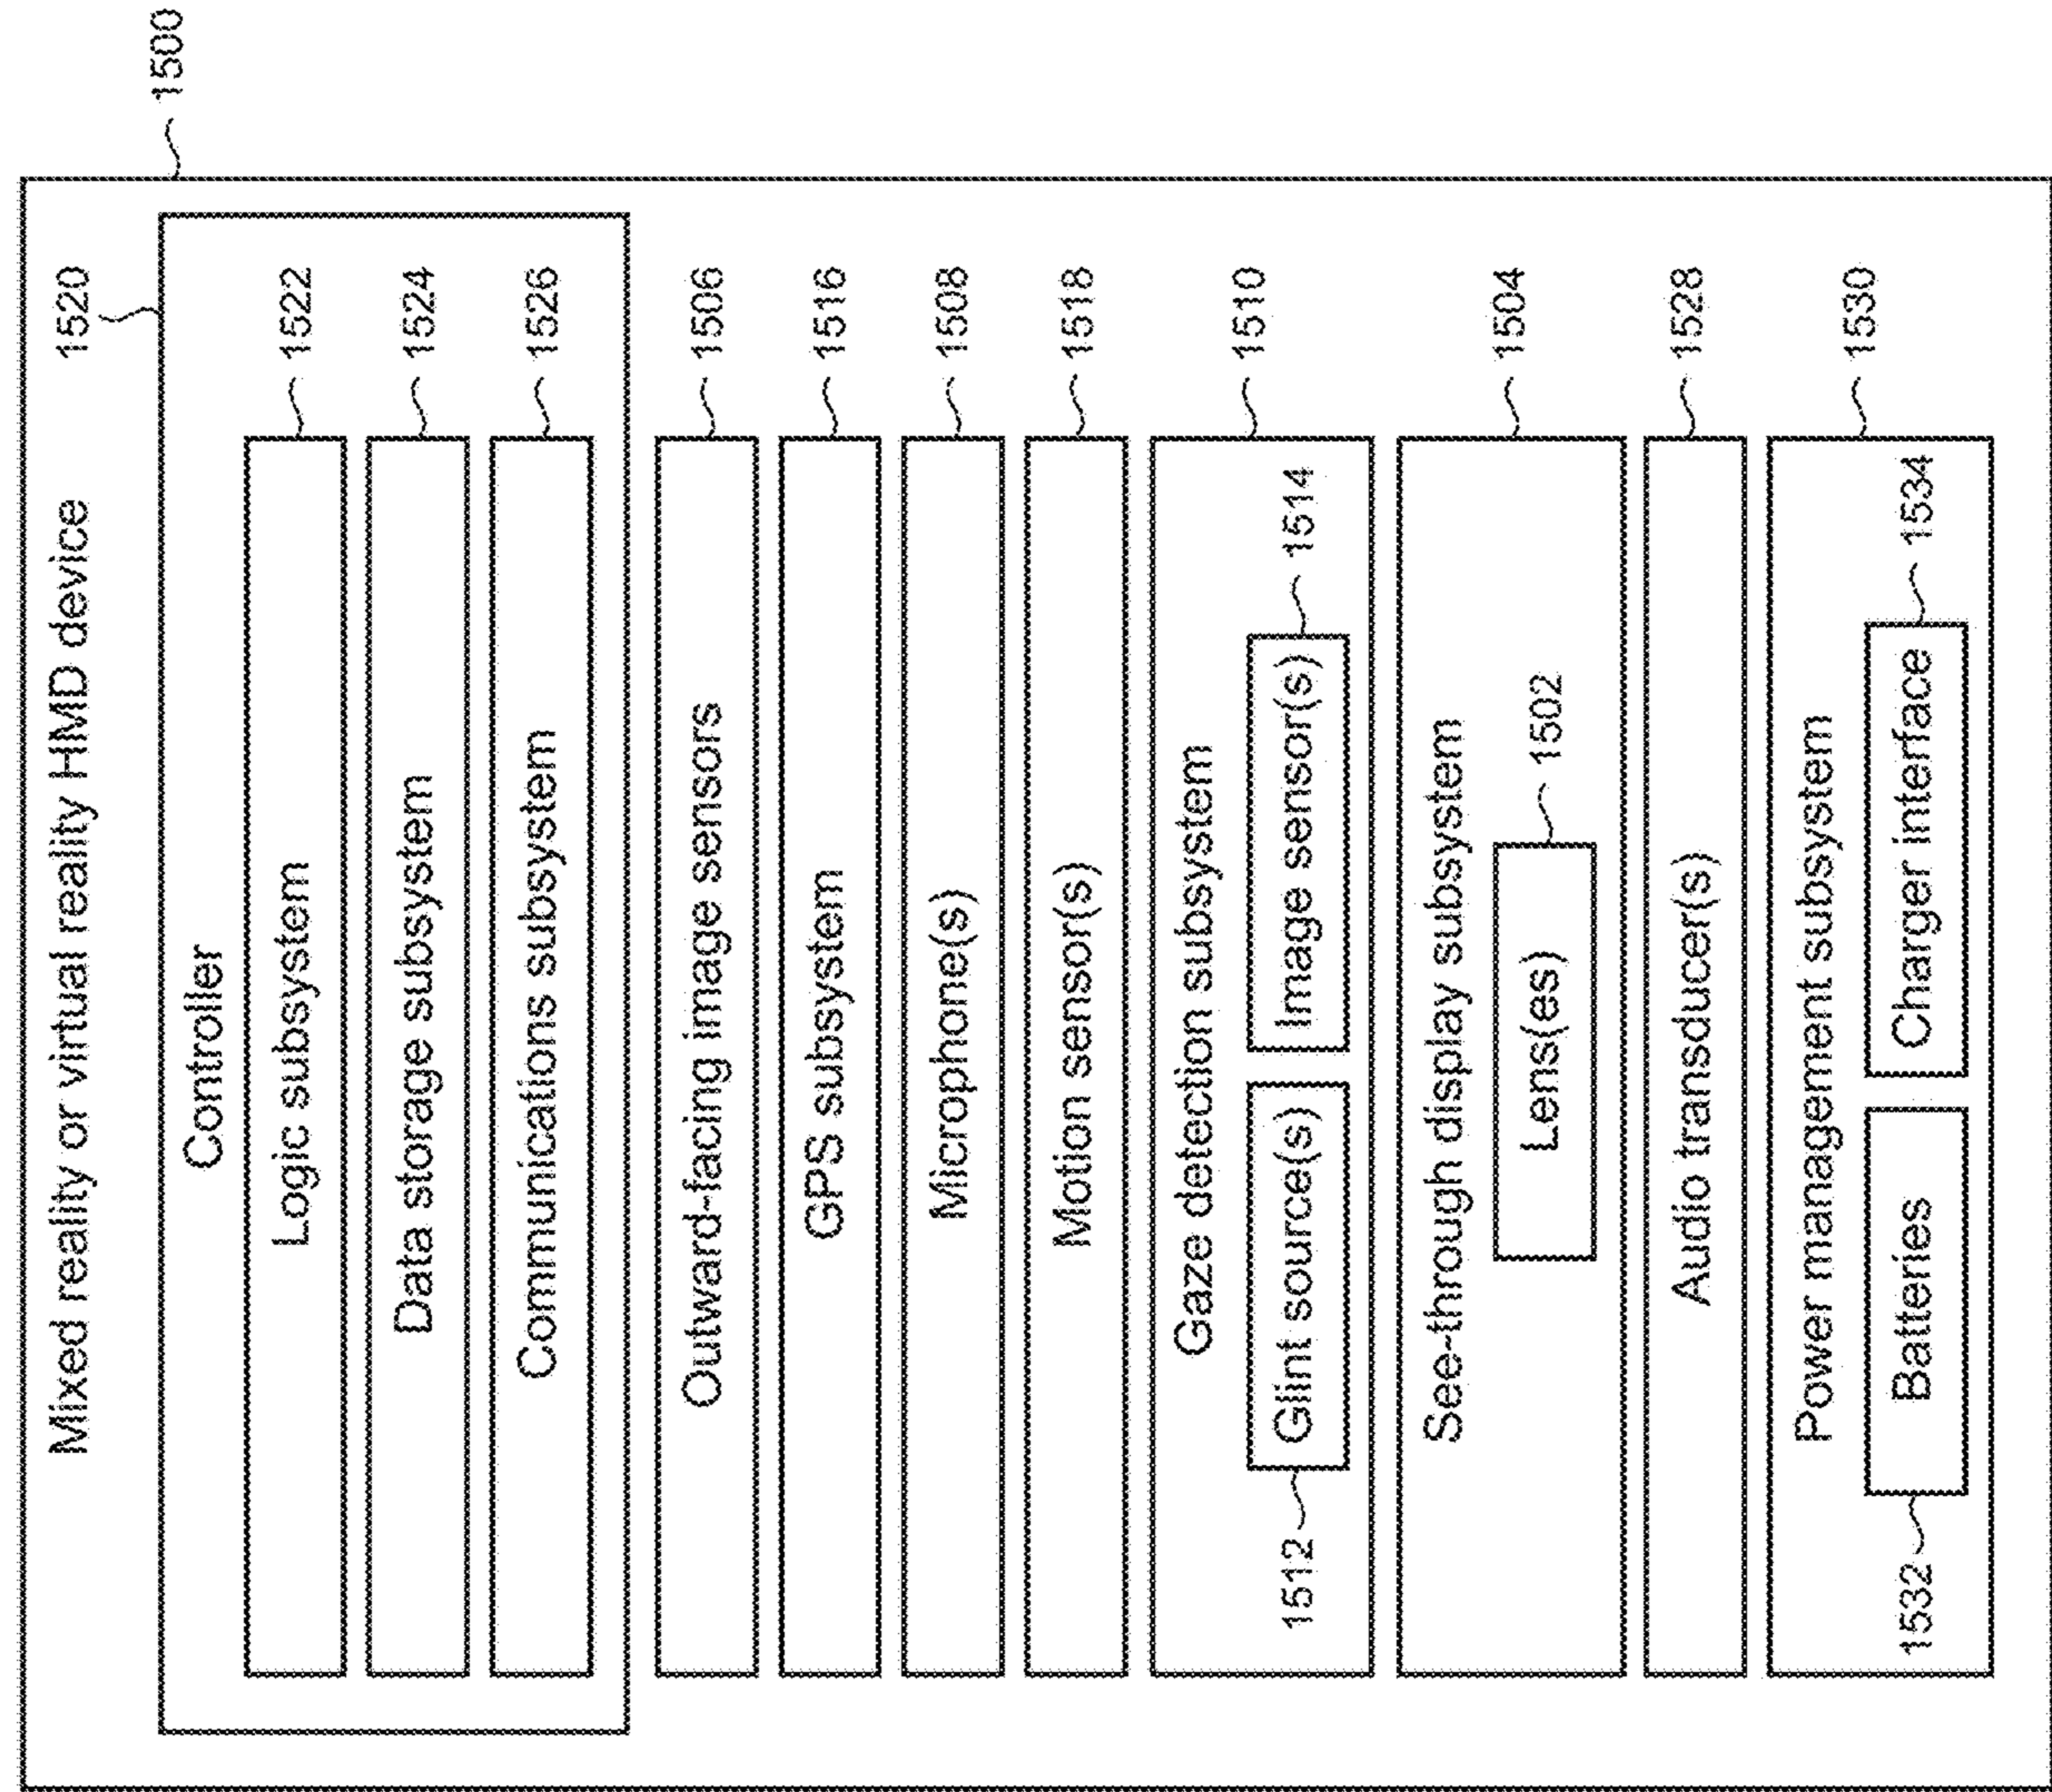 1500
Mixed reality or virtual reality HMD device 1520
Controller
Logic subsystem 1522
Data storage subsystem 1524
Communications subsystem 1526
Outward-facing image sensors 1506
GPS subsystem 1516
Microphone(s) 1508
Motion sensor(s) 1518
Gaze detection subsystem 1510
1512 Glint source(s) Image sensor(s) 1514
See-through display subsystem 1504
Lens(es) 1502
Audio transducer(s) 1528
Power management subsystem 1530
1532 Batteries Charger interface 1534